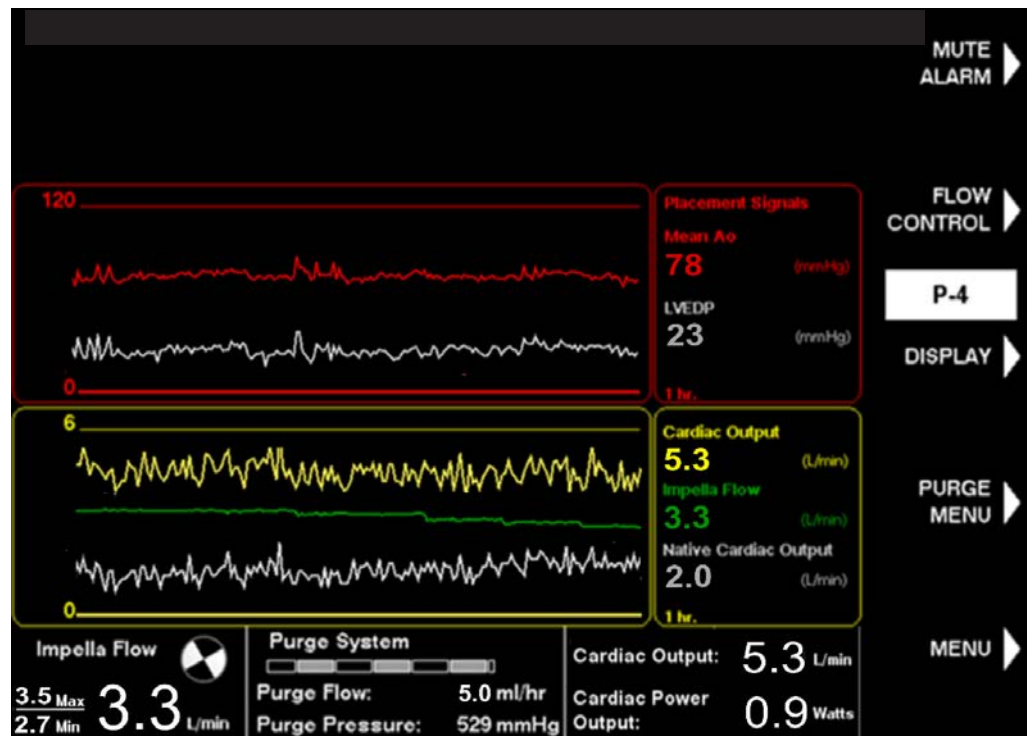 MUTE
ALARM
120
Placement Signals
Mean Ao
78 (mmHg)
LVEDP
23 (mmHg)
0
1 hr.
FLOW
CONTROL
P-4
DISPLAY
6
Cardiac Output
5.3 (L/min)
Impella Flow
3.3 (L/min)
Native Cardiac Output
2.0 (L/min)
0
1 hr.
PURGE
MENU
MENU
Impella Flow
3.5 Max
2.7 Min
3.3 L/min
Purge System
Purge Flow: 5.0 ml/hr
Purge Pressure: 529 mmHg
Cardiac Output: 5.3 L/min
Cardiac Power
Output: 0.9 Watts